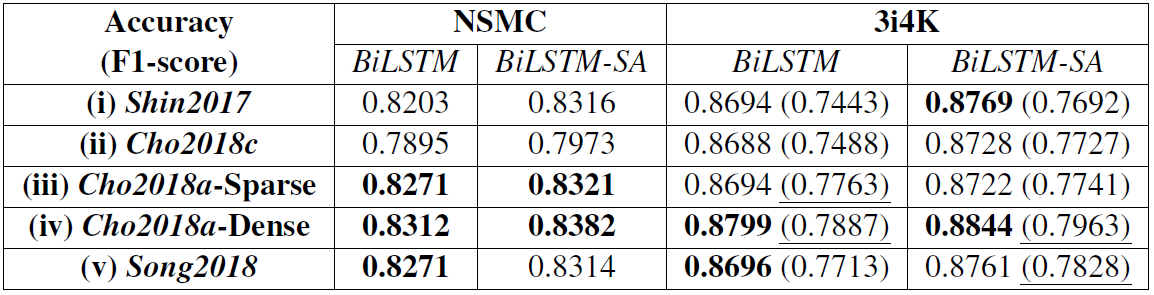 Accuracy (F1-score) NSMC 3i4K
BiLSTM BiLSTM-SA BiLSTM BiLSTM-SA
(i) Shin2017 0.8203 0.8316 0.8694 (0.7443) 0.8769 (0.7692)
(ii) Cho2018c 0.7895 0.7973 0.8688 (0.7488) 0.8728 (0.7727)
(iii) Cho2018a-Sparse 0.8271 0.8321 0.8694 (0.7763) 0.8722 (0.7741)
(iv) Cho2018a-Dense 0.8312 0.8382 0.8799 (0.7887) 0.8844 (0.7963)
(v) Song2018 0.8271 0.8314 0.8696 (0.7713) 0.8761 (0.7828)